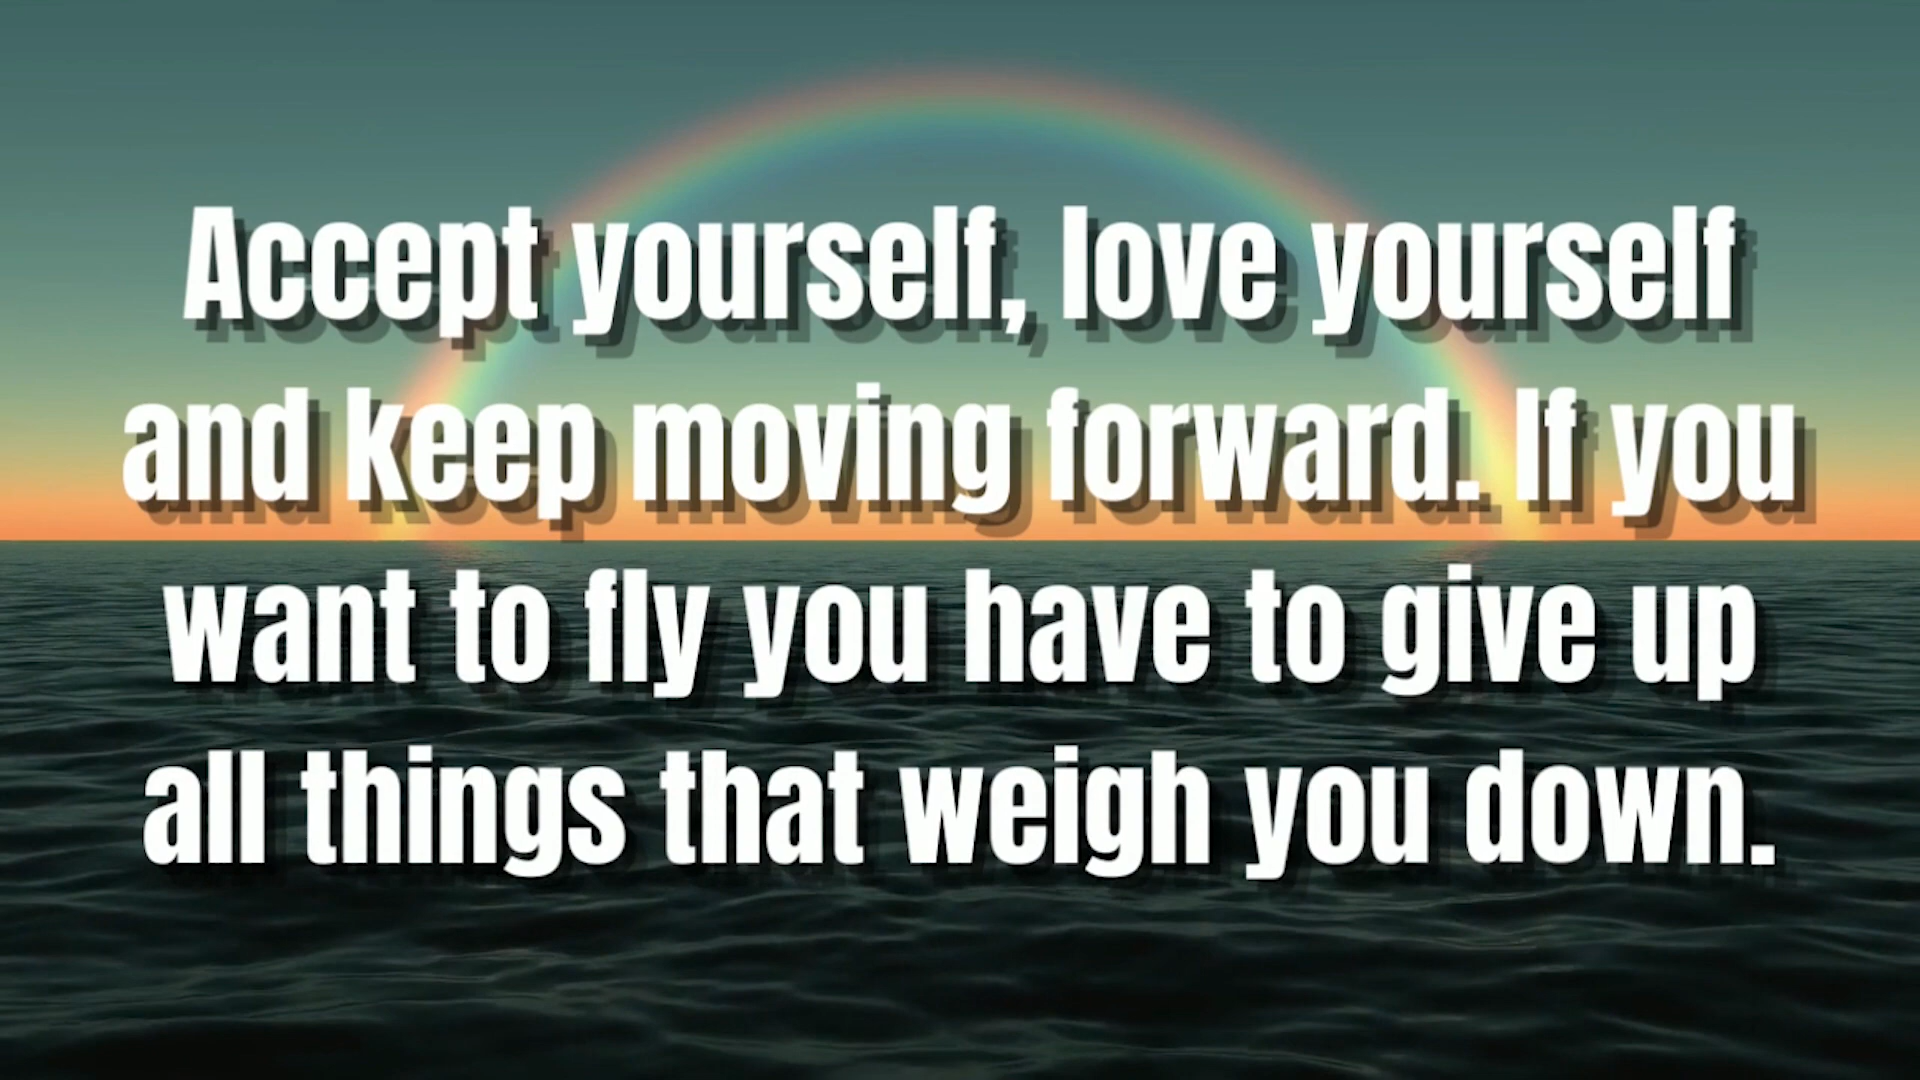 Accept yourself, love yourself
and keep moving forward. If you
want to fly you have to give up
all things that weigh you down.